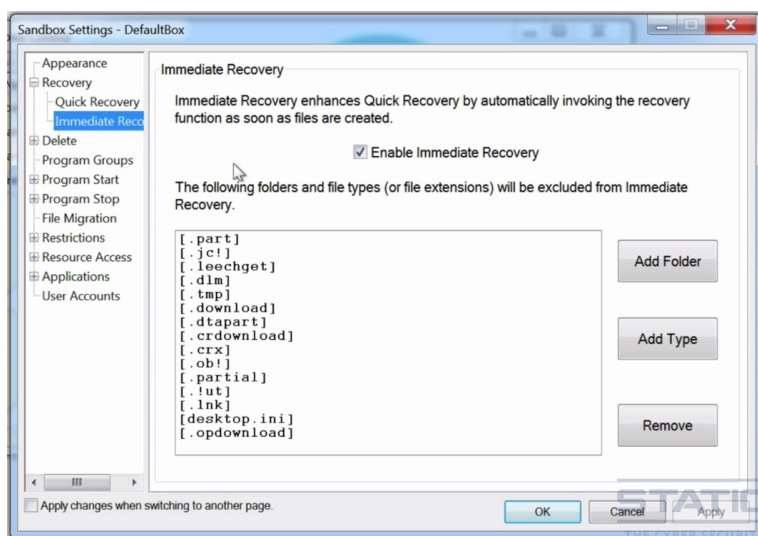 Sandbox Settings - DefaultBox
Appearance
Recovery
Quick Recovery
Immediate Reco
Delete
Program Groups
Program Start
Program Stop
File Migration
Restrictions
Resource Access
Applications
User Accounts
Immediate Recovery
Immediate Recovery enhances Quick Recovery by automatically invoking the recovery
function as soon as files are created.
Enable Immediate Recovery
The following folders and file types (or file extensions) will be excluded from Immediate
Recovery.
[.part]
[.jc!]
[.leechget]
[.dlm]
[.tmp]
[.download]
[.dtapart]
[.crdownload]
[.crx]
[.ob!]
[.partial]
[.!ut]
[.lnk]
[desktop.ini]
[.opdownload]
Add Folder
Add Type
Remove
Apply changes when switching to another page.
OK
Cancel
Apply
STATIC
THE CYBER SECURIT